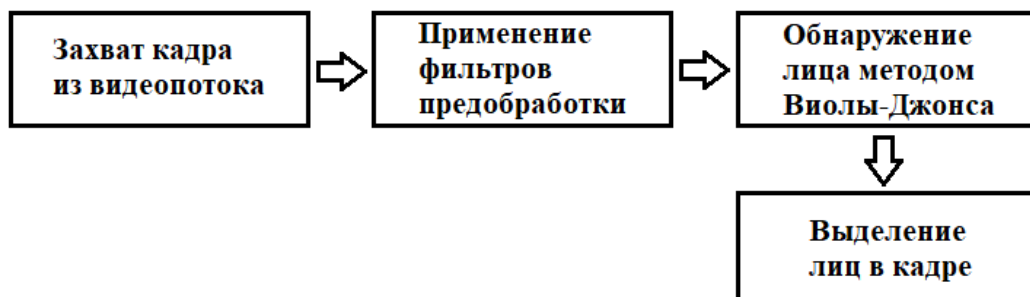 Захват кадра
из видеопотока
Применение
фильтров
предобработки
Обнаружение
лица методом
Виолы-Джонса
Выделение
лиц в кадре